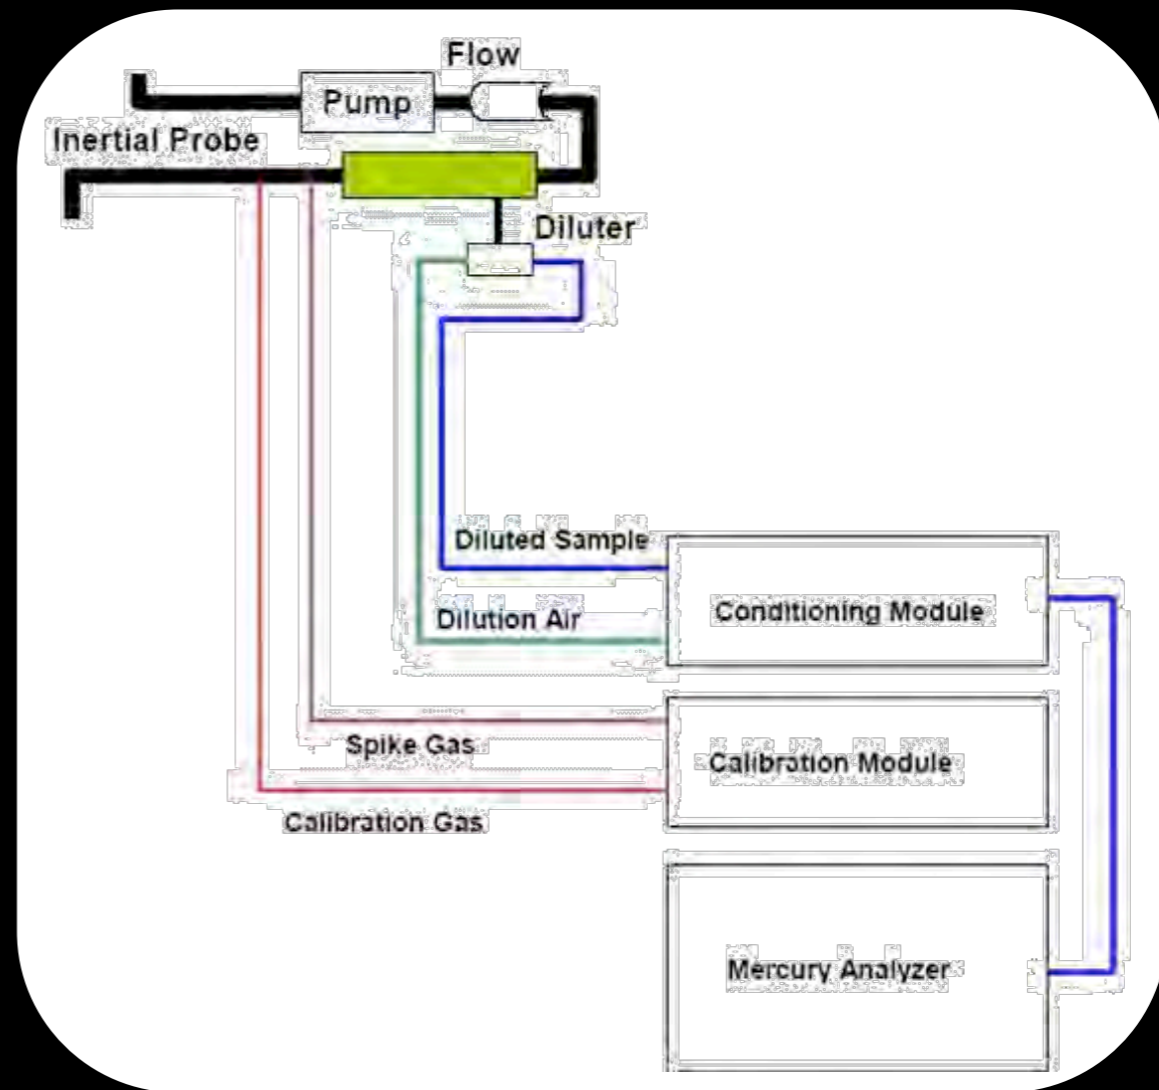 Flow
Pump
Inertial Probe
Diluter
Diluted Sample
Conditioning Module
Dilution Air
Spike Gas
Calibration Module
Calibration Gas
Mercury Analyzer